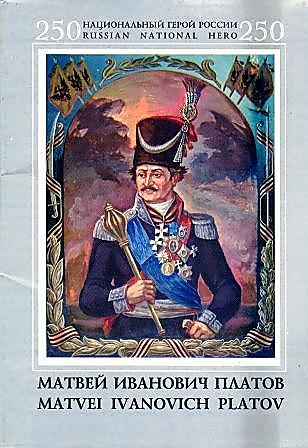 250 НАЦИОНАЛЬНЫЙ ГЕРОЙ РОССИИ 250
RUSSIAN NATIONAL HERO
МАТВЕЙ ИВАНОВИЧ ПЛАТОВ
MATVEI IVANOVICH PLATOV